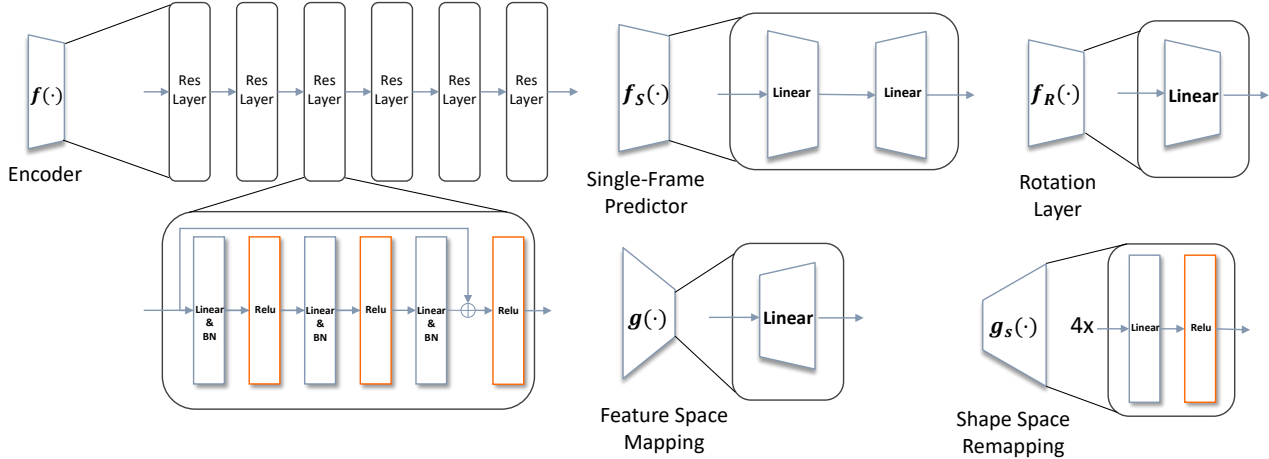 f(·)
Encoder
Res
Layer
Res
Layer
Res
Layer
Res
Layer
Res
Layer
Res
Layer
Linear
&
BN
Relu
Linear
&
BN
Relu
Linear
&
BN
Relu
f_S(·)
Single-Frame
Predictor
Linear
Linear
f_R(·)
Rotation
Layer
Linear
g(·)
Feature Space
Mapping
Linear
g_s(·)
Shape Space
Remapping
4x
Linear
Relu